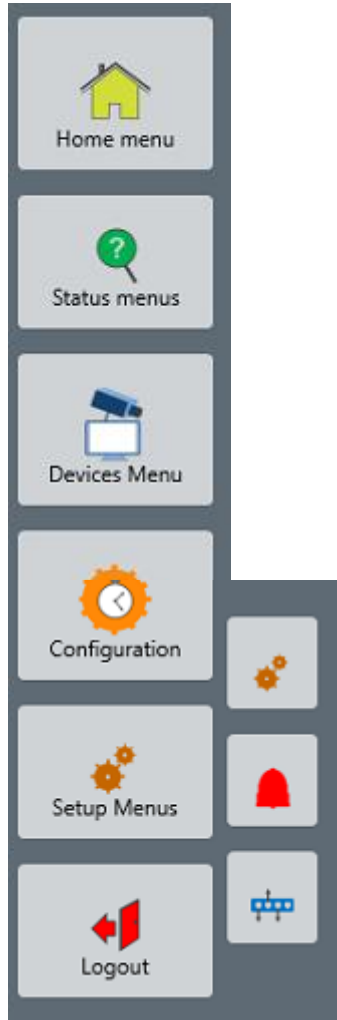 Home menu
?
Status menus
Devices Menu
Configuration
Setup Menus
Logout